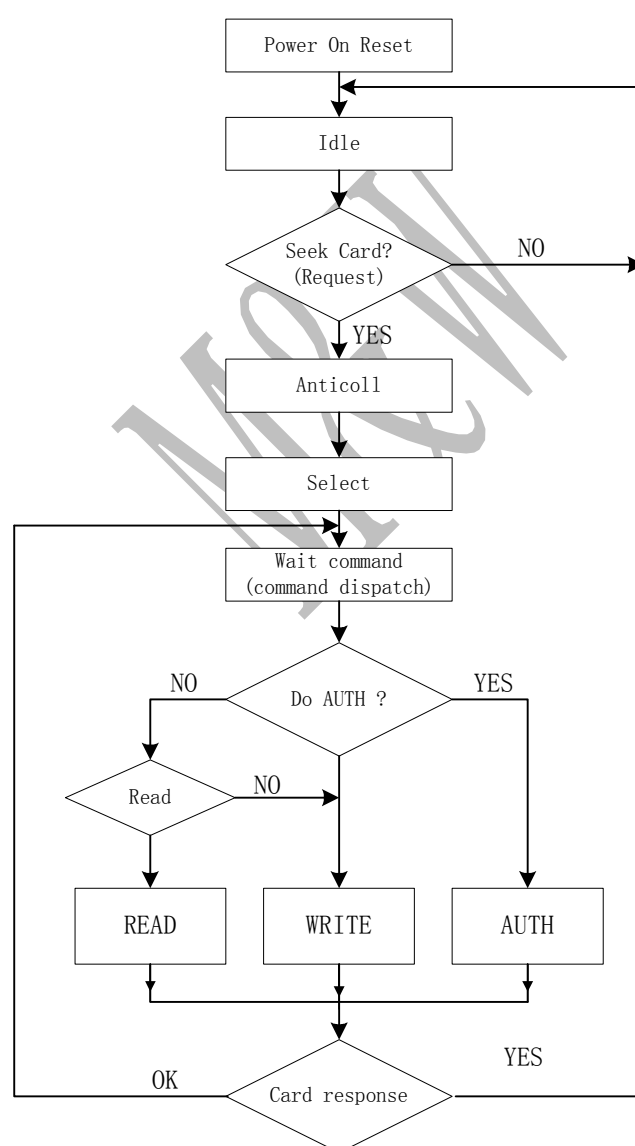 Power On Reset
Idle
Seek Card?
(Request)
NO
YES
Anticoll
Select
Wait command
(command dispatch)
NO
Do AUTH ?
YES
Read
NO
READ
WRITE
AUTH
OK
Card response
YES
M&W